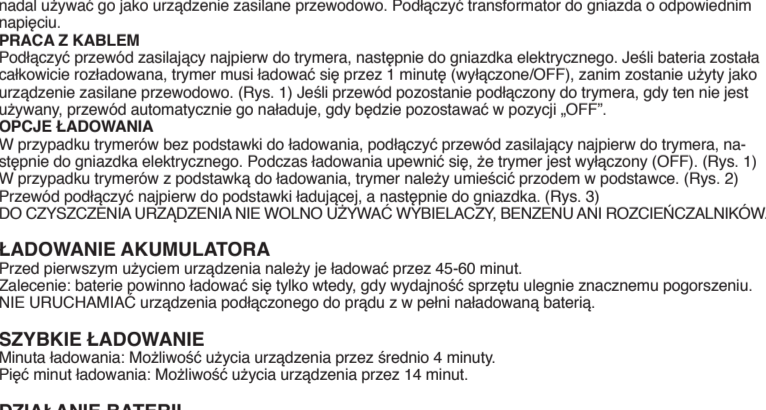 nadal używać go jako urządzenie zasilane przewodowo. Podłączyć transformator do gniazda o odpowiednim
napięciu.
PRACA Z KABLEM
Podłączyć przewód zasilający najpierw do trymera, następnie do gniazdka elektrycznego. Jeśli bateria została
całkowicie rozładowana, trymer musi ładować się przez 1 minutę (wyłączone/OFF), zanim zostanie użyty jako
urządzenie zasilane przewodowo. (Rys. 1) Jeśli przewód pozostanie podłączony do trymera, gdy ten nie jest
używany, przewód automatycznie go naładuje, gdy będzie pozostawać w pozycji „OFF”.
OPCJE ŁADOWANIA
W przypadku trymerów bez podstawki do ładowania, podłączyć przewód zasilający najpierw do trymera, na-
stępnie do gniazdka elektrycznego. Podczas ładowania upewnić się, że trymer jest wyłączony (OFF). (Rys. 1)
W przypadku trymerów z podstawką do ładowania, trymer należy umieścić przodem w podstawce. (Rys. 2)
Przewód podłączyć najpierw do podstawki ładującej, a następnie do gniazdka. (Rys. 3)
DO CZYSZCZENIA URZĄDZENIA NIE WOLNO UŻYWAĆ WYBIELACZY, BENZENU ANI ROZCIEŃCZALNIKÓW.
ŁADOWANIE AKUMULATORA
Przed pierwszym użyciem urządzenia należy je ładować przez 45-60 minut.
Zalecenie: baterie powinno ładować się tylko wtedy, gdy wydajność sprzętu ulegnie znacznemu pogorszeniu.
NIE URUCHAMIAĆ urządzenia podłączonego do prądu z w pełni naładowaną baterią.
SZYBKIE ŁADOWANIE
Minuta ładowania: Możliwość użycia urządzenia przez średnio 4 minuty.
Pięć minut ładowania: Możliwość użycia urządzenia przez 14 minut.
DZIAŁANIE BATERII